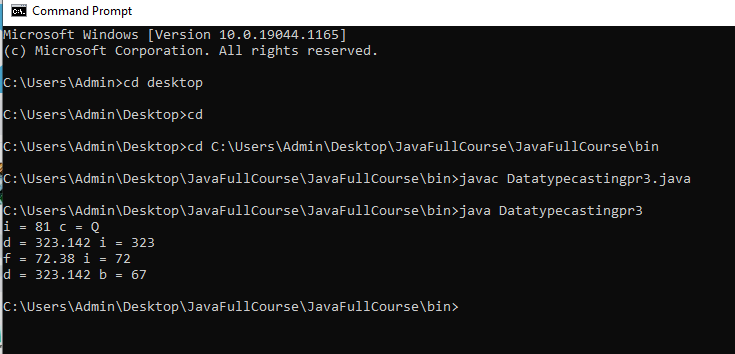 Command Prompt
Microsoft Windows [Version 10.0.19044.1165]
(c) Microsoft Corporation. All rights reserved.
C:\Users\Admin>cd desktop
C:\Users\Admin\Desktop>cd
C:\Users\Admin\Desktop>cd C:\Users\Admin\Desktop\JavaFullCourse\JavaFullCourse\bin
C:\Users\Admin\Desktop\JavaFullCourse\JavaFullCourse\bin>javac Datatypecastingpr3.java
C:\Users\Admin\Desktop\JavaFullCourse\JavaFullCourse\bin>java Datatypecastingpr3
i = 81 c = Q
d = 323.142 i = 323
f = 72.38 i = 72
d = 323.142 b = 67
C:\Users\Admin\Desktop\JavaFullCourse\JavaFullCourse\bin>